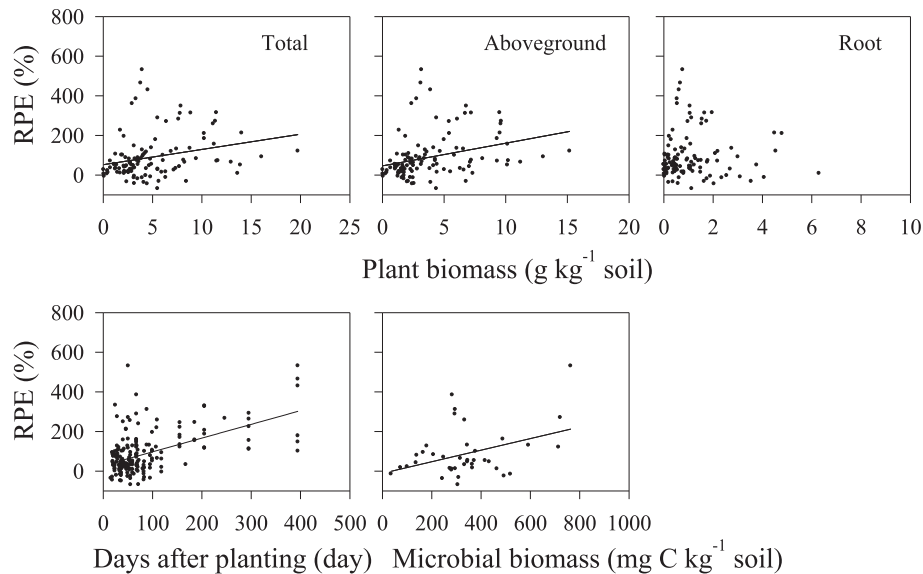 800
600
400
200
0
RPE (%)
Total
Aboveground
Root
0 5 10 15 20 25
0 5 10 15 20
0 2 4 6 8 10
Plant biomass (g kg⁻¹ soil)
800
600
400
200
0
RPE (%)
0 100 200 300 400 500
0 200 400 600 800 1000
Days after planting (day)
Microbial biomass (mg C kg⁻¹ soil)